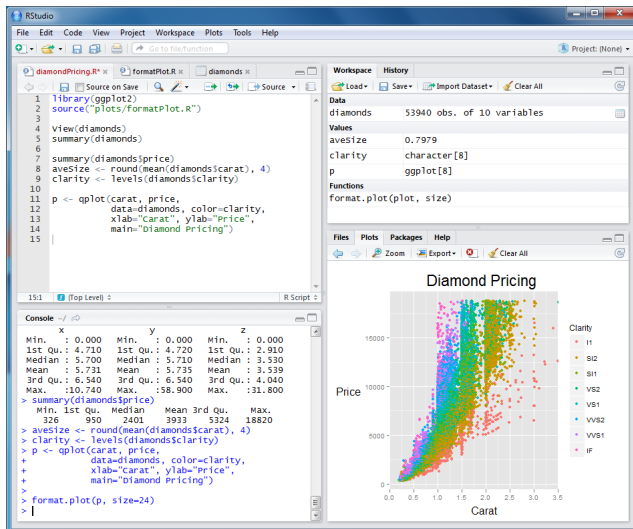 RStudio
File Edit Code View Project Workspace Plots Tools Help
Go to file/function
Project: (None)
diamondPricing.R* formatPlot.R diamonds
Source on Save Source
1 library(ggplot2)
2 source("plots/formatPlot.R")
3
4 View(diamonds)
5 summary(diamonds)
6
7 summary(diamonds$price)
8 aveSize <- round(mean(diamonds$carat), 4)
9 clarity <- levels(diamonds$clarity)
10
11 p <- qplot(carat, price,
12 data=diamonds, color=clarity,
13 xlab="Carat", ylab="Price",
14 main="Diamond Pricing")
15
15:1 (Top Level) R Script
Console ~/
x y z
Min. : 0.000 Min. : 0.000 Min. : 0.000
1st Qu.: 4.710 1st Qu.: 4.720 1st Qu.: 2.910
Median : 5.700 Median : 5.710 Median : 3.530
Mean : 5.731 Mean : 5.735 Mean : 3.539
3rd Qu.: 6.540 3rd Qu.: 6.540 3rd Qu.: 4.040
Max. :10.740 Max. :58.900 Max. :31.800
> summary(diamonds$price)
Min. 1st Qu. Median Mean 3rd Qu. Max.
326 950 2401 3933 5324 18820
> aveSize <- round(mean(diamonds$carat), 4)
> clarity <- levels(diamonds$clarity)
> p <- qplot(carat, price,
+ data=diamonds, color=clarity,
+ xlab="Carat", ylab="Price",
+ main="Diamond Pricing")
>
> format.plot(p, size=24)
>
Workspace History
Load Save Import Dataset Clear All
Data
diamonds 53940 obs. of 10 variables
Values
aveSize 0.7979
clarity character[8]
p ggplot[8]
Functions
format.plot(plot, size)
Files Plots Packages Help
Zoom Export Clear All
Diamond Pricing
Price
15000
10000
5000
0
0.0 0.5 1.0 1.5 2.0 2.5 3.0 3.5
Carat
Clarity
I1
SI2
SI1
VS2
VS1
VVS2
VVS1
IF